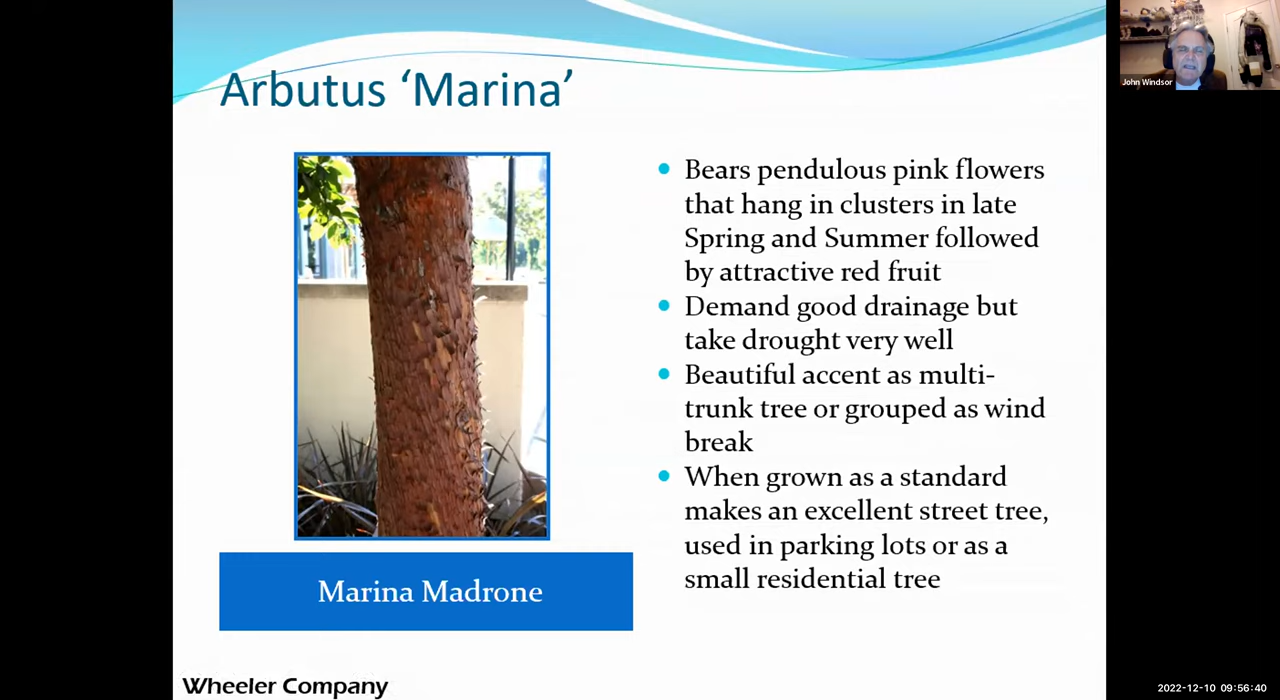 Arbutus ‘Marina’
Bears pendulous pink flowers
that hang in clusters in late
Spring and Summer followed
by attractive red fruit
Demand good drainage but
take drought very well
Beautiful accent as multi-
trunk tree or grouped as wind
break
When grown as a standard
makes an excellent street tree,
used in parking lots or as a
small residential tree
Marina Madrone
Wheeler Company
John Windsor
2022-12-10 09:56:40